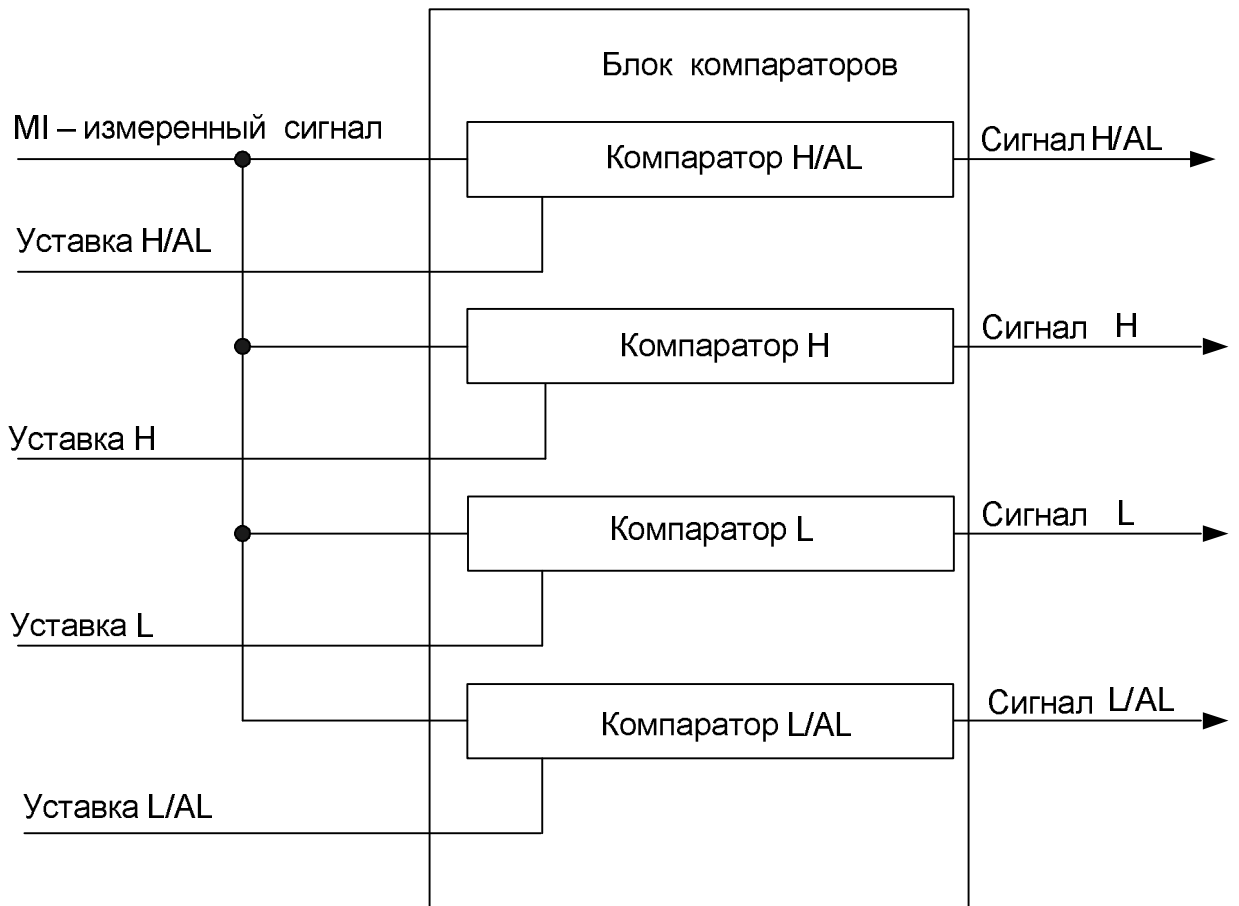 Блок компараторов
MI – измеренный сигнал
Компаратор H/AL
Сигнал H/AL
Уставка H/AL
Компаратор H
Сигнал H
Уставка H
Компаратор L
Сигнал L
Уставка L
Компаратор L/AL
Сигнал L/AL
Уставка L/AL